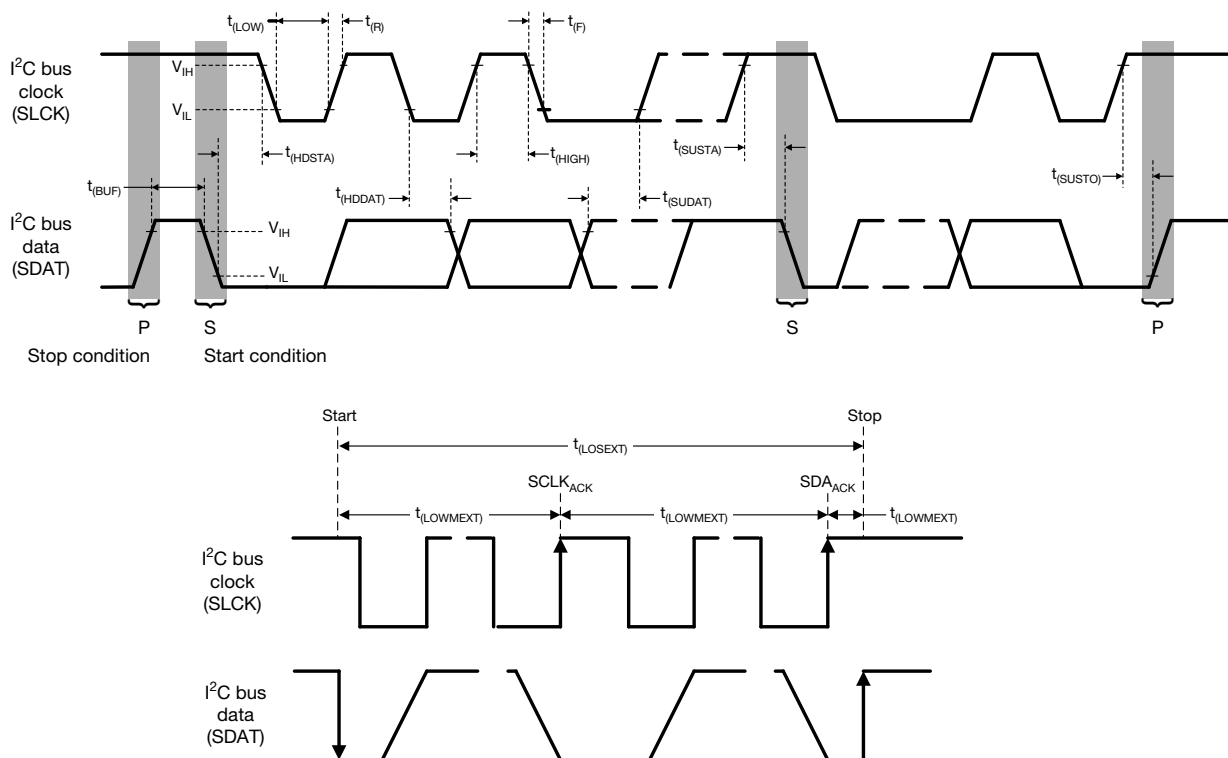 t(LOW)
t(R)
t(F)
I2C bus
clock
(SLCK)
VIH
VIL
t(HDSTA)
t(HIGH)
t(SUSTA)
t(SUSTO)
t(BUF)
t(HDDAT)
t(SUDAT)
I2C bus
data
(SDAT)
VIH
VIL
P
S
S
P
Stop condition
Start condition
Start
Stop
t(LOSEXT)
SCLKACK
SDAACK
t(LOWMEXT)
t(LOWMEXT)
t(LOWMEXT)
I2C bus
clock
(SLCK)
I2C bus
data
(SDAT)